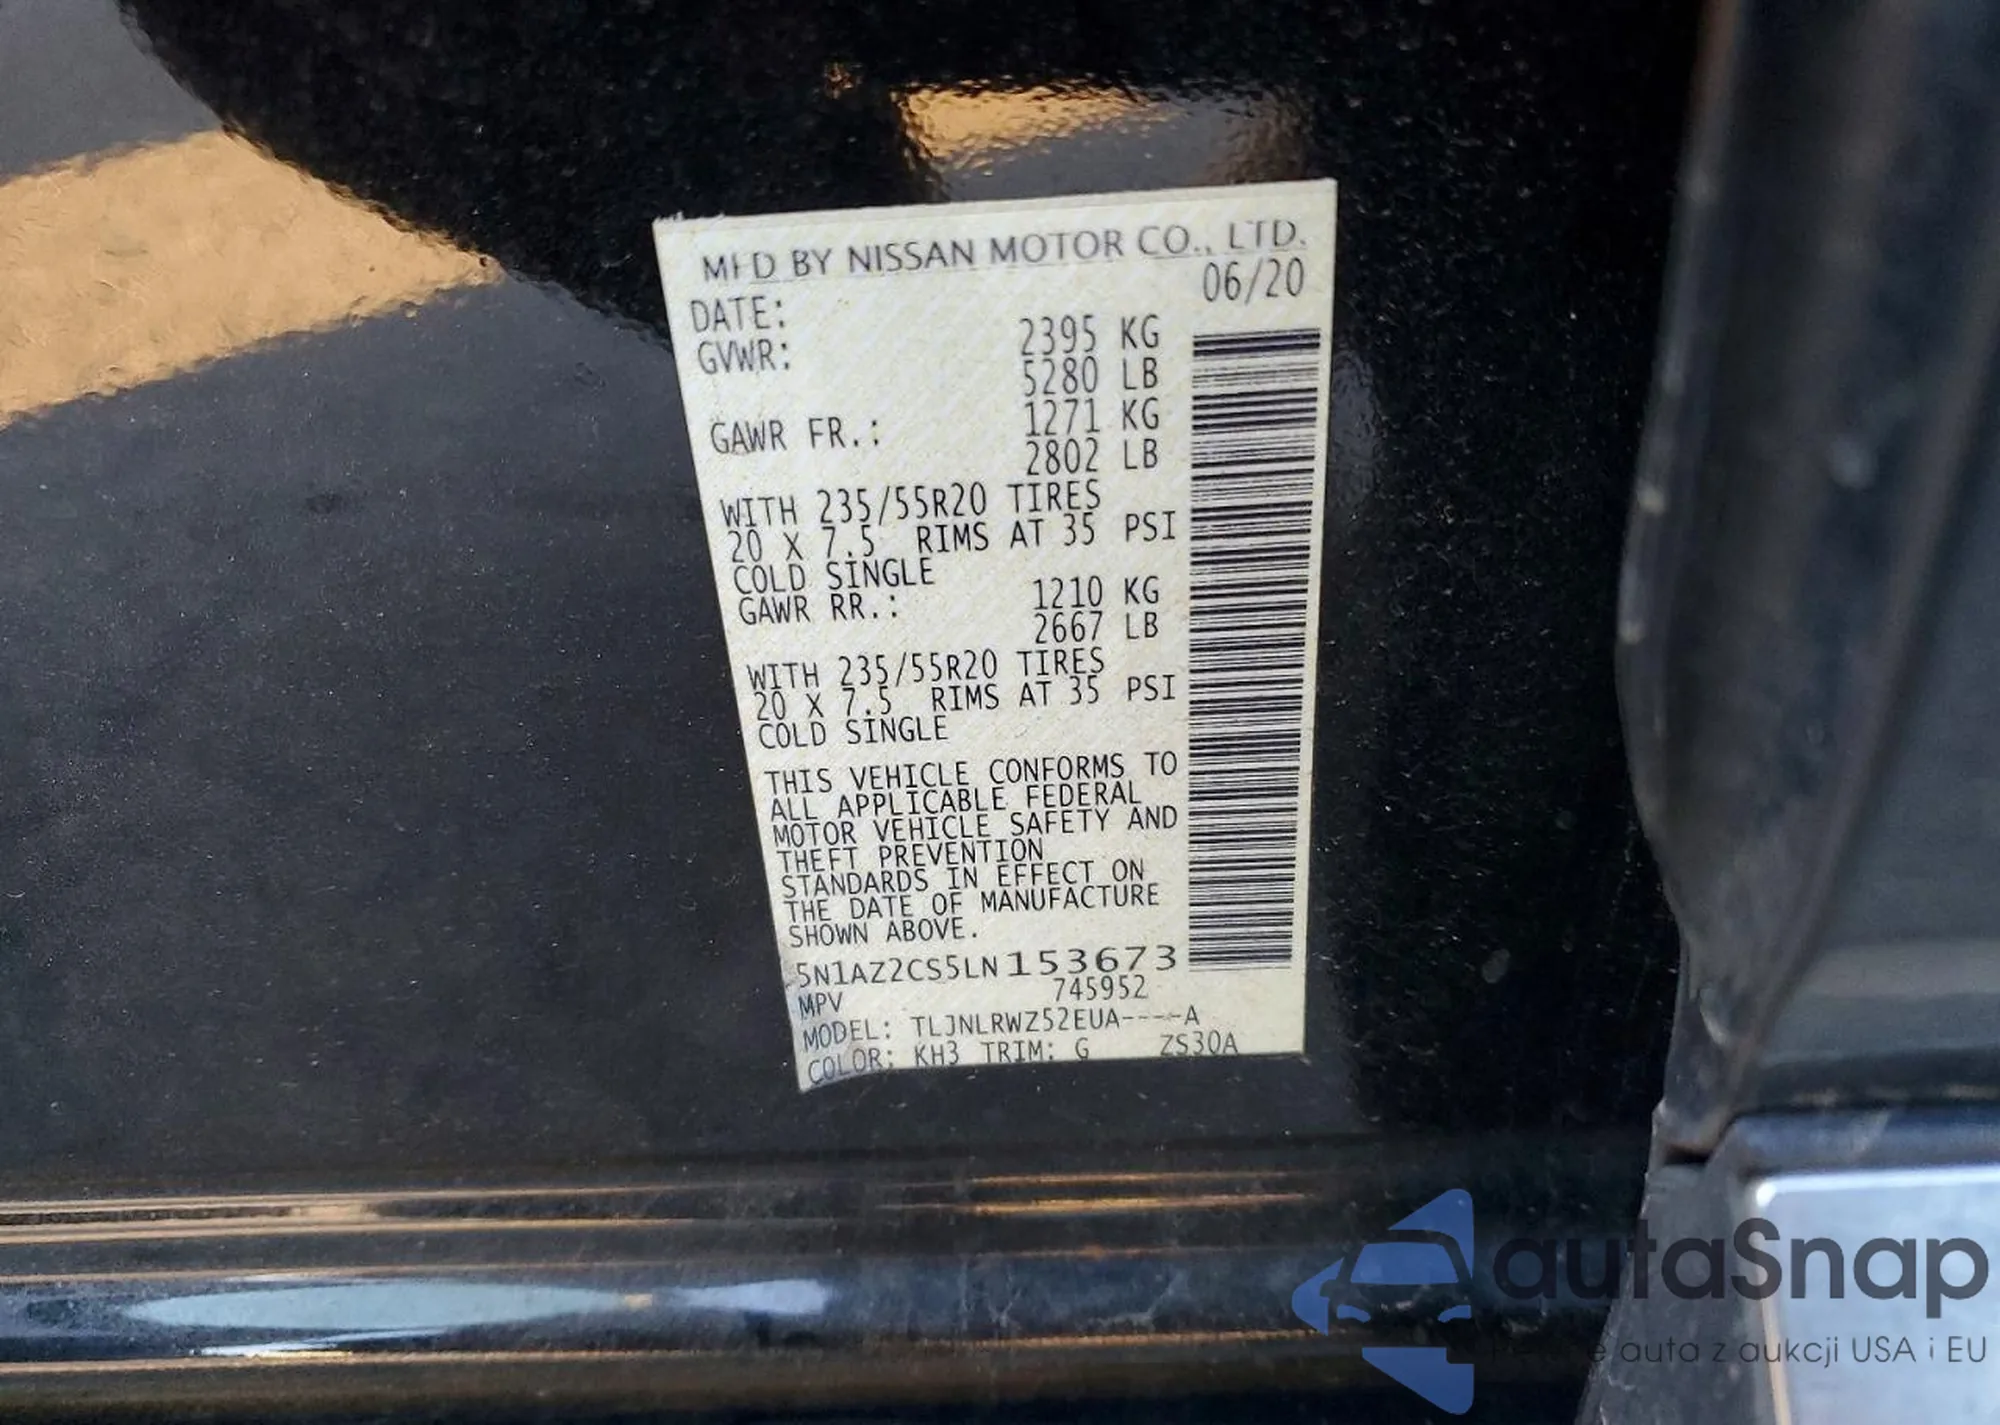 MFD BY NISSAN MOTOR CO., LTD.
DATE: 06/20
GVWR: 2395 KG
5280 LB
GAWR FR.: 1271 KG
2802 LB
WITH 235/55R20 TIRES
20 X 7.5 RIMS AT 35 PSI
COLD SINGLE
GAWR RR.: 1210 KG
2667 LB
WITH 235/55R20 TIRES
20 X 7.5 RIMS AT 35 PSI
COLD SINGLE
THIS VEHICLE CONFORMS TO
ALL APPLICABLE FEDERAL
MOTOR VEHICLE SAFETY AND
THEFT PREVENTION
STANDARDS IN EFFECT ON
THE DATE OF MANUFACTURE
SHOWN ABOVE.
5N1AZ2CS5LN153673
MPV 745952
MODEL: TLJNLRWZ52EUA----A
COLOR: KH3 TRIM: G ZS30A
autaSnap
auta z aukcji USA i EU